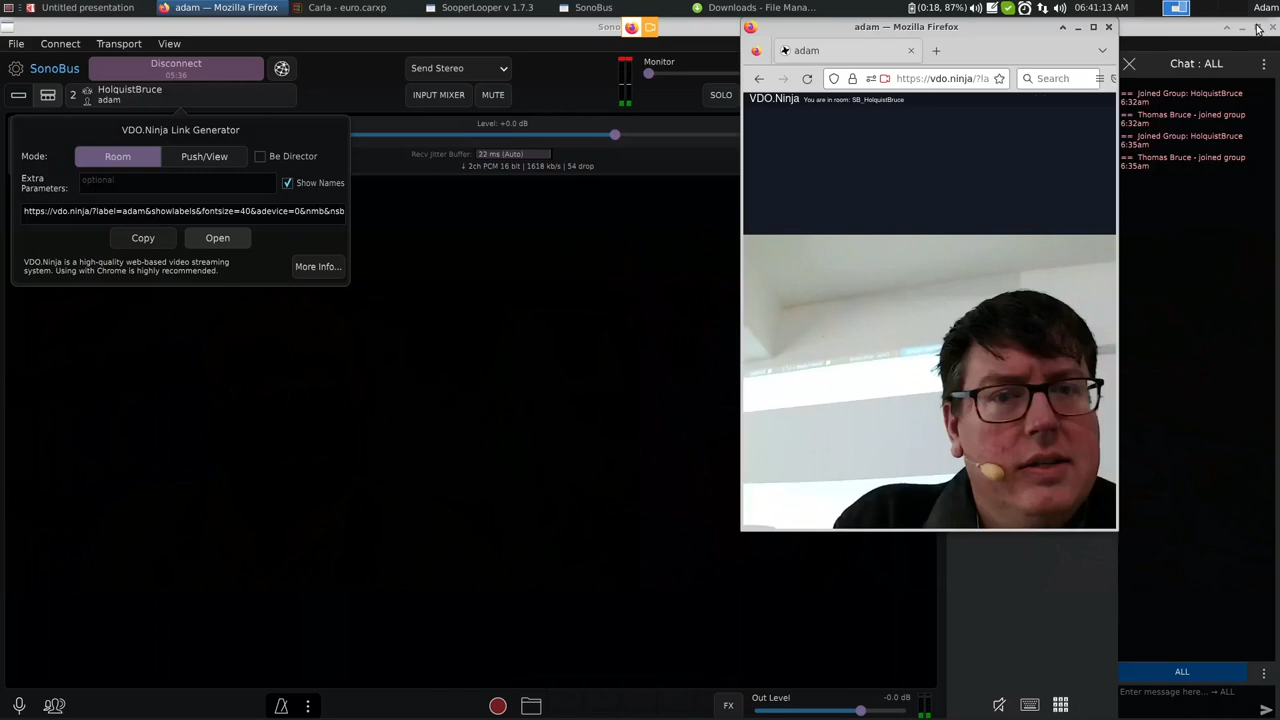 Untitled presentation
adam — Mozilla Firefox
Carla - euro.carxp
SooperLooper v 1.7.3
SonoBus
Downloads - File Mana...
(0:18, 87%)
06:41:13 AM
Adam
Sono
adam — Mozilla Firefox
File Connect Transport View
adam
SonoBus
Disconnect
05:36
Send Stereo
Monitor
https://vdo.ninja/?la
Search
Chat : ALL
2 HolquistBruce
adam
INPUT MIXER
MUTE
SOLO
VDO.Ninja You are in room: SB_HolquistBruce
== Joined Group: HolquistBruce
6:32am
== Thomas Bruce - joined group
6:32am
== Joined Group: HolquistBruce
6:35am
== Thomas Bruce - joined group
6:35am
VDO.Ninja Link Generator
Level: +0.0 dB
Mode: Room Push/View Be Director
Recv Jitter Buffer: 22 ms (Auto)
↓ 2ch PCM 16 bit | 1618 kb/s | 54 drop
Extra
Parameters: optional Show Names
https://vdo.ninja/?label=adam&showlabels&fontsize=40&adevice=0&nmb&nsb
Copy Open
VDO.Ninja is a high-quality web-based video streaming
system. Using with Chrome is highly recommended.
More Info...
ALL
Enter message here... → ALL
FX
Out Level
-0.0 dB